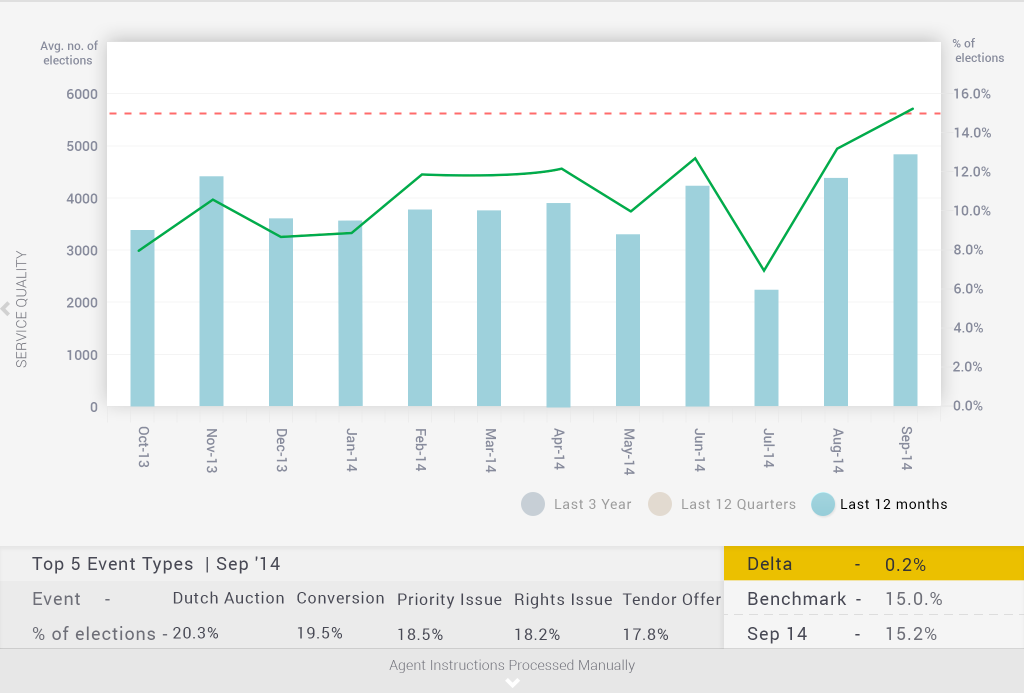 Avg. no. of
elections
% of
elections
6000
5000
4000
3000
2000
1000
0
16.0%
14.0%
12.0%
10.0%
8.0%
6.0%
4.0%
2.0%
0.0%
SERVICE QUALITY
Oct-13
Nov-13
Dec-13
Jan-14
Feb-14
Mar-14
Apr-14
May-14
Jun-14
Jul-14
Aug-14
Sep-14
Last 3 Year
Last 12 Quarters
Last 12 months
Top 5 Event Types | Sep '14
Event - Dutch Auction Conversion Priority Issue Rights Issue Tendor Offer
% of elections - 20.3% 19.5% 18.5% 18.2% 17.8%
Delta - 0.2%
Benchmark - 15.0.%
Sep 14 - 15.2%
Agent Instructions Processed Manually